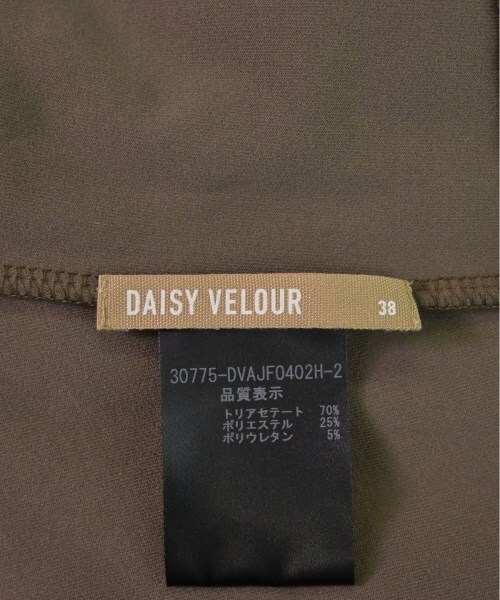 DAISY VELOUR 38
30775-DVAJF0402H-2
品質表示
トリアセテート 70%
ポリエステル 25%
ポリウレタン 5%